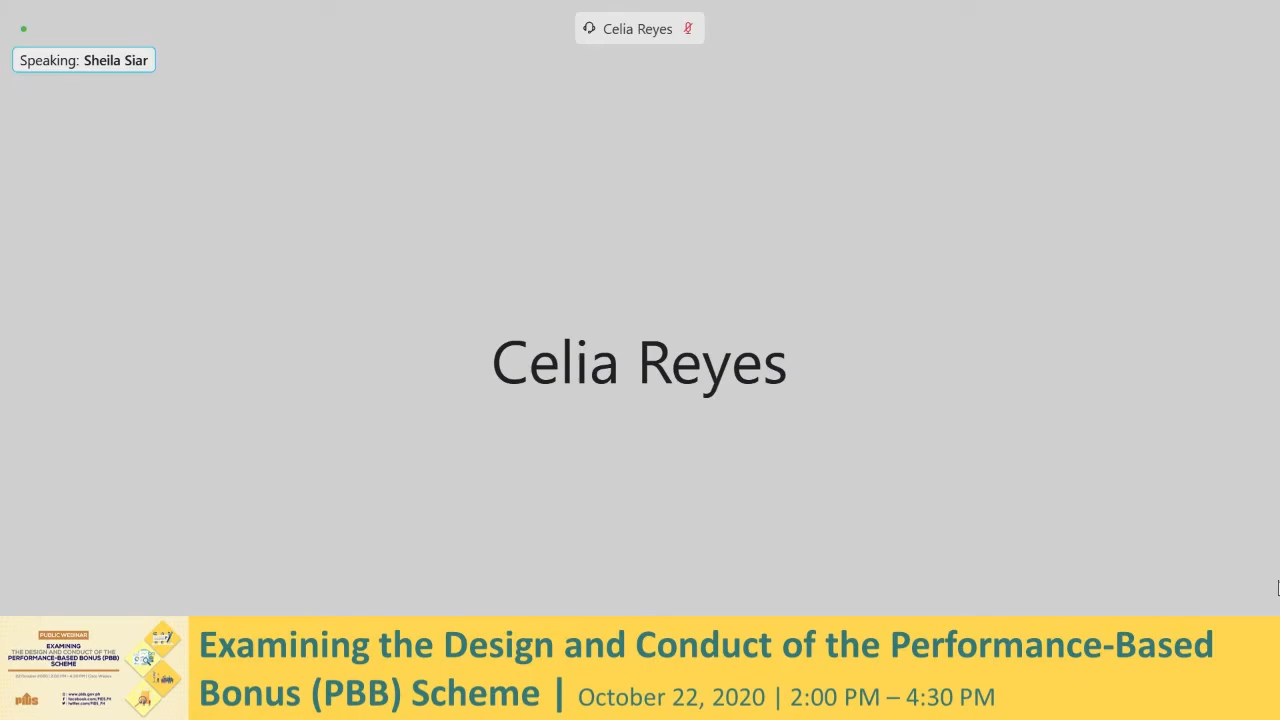 Celia Reyes
Speaking: Sheila Siar
Celia Reyes
PUBLIC WEBINAR
EXAMINING
THE DESIGN AND CONDUCT OF THE
PERFORMANCE-BASED BONUS (PBB)
SCHEME
Examining the Design and Conduct of the Performance-Based
Bonus (PBB) Scheme | October 22, 2020 | 2:00 PM – 4:30 PM